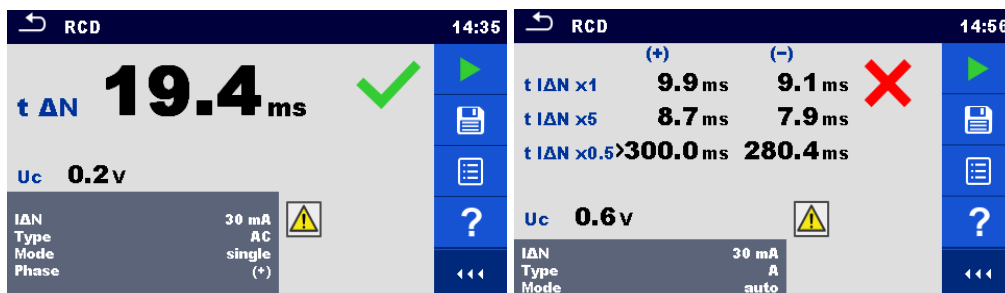 RCD 14:35
t ΔN 19.4 ms
Uc 0.2 V
IΔN 30 mA
Type AC
Mode single
Phase (+)
?
RCD 14:56
(+) (-)
t IΔN x1 9.9 ms 9.1 ms
t IΔN x5 8.7 ms 7.9 ms
t IΔN x0.5 >300.0 ms 280.4 ms
Uc 0.6 V
IΔN 30 mA
Type A
Mode auto
?